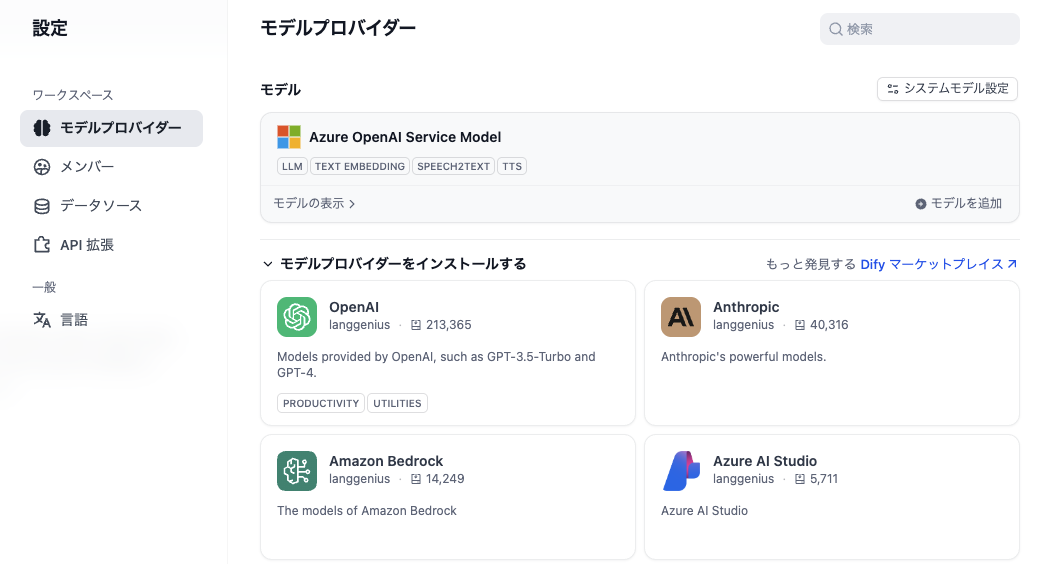 設定
ワークスペース
モデルプロバイダー
メンバー
データソース
API 拡張
一般
言語
モデルプロバイダー
検索
モデル
システムモデル設定
Azure OpenAI Service Model
LLM TEXT EMBEDDING SPEECH2TEXT TTS
モデルの表示
モデルを追加
モデルプロバイダーをインストールする
もっと発見する Dify マーケットプレイス
OpenAI
langgenius · 213,365
Models provided by OpenAI, such as GPT-3.5-Turbo and
GPT-4.
PRODUCTIVITY UTILITIES
Anthropic
langgenius · 40,316
Anthropic's powerful models.
Amazon Bedrock
langgenius · 14,249
The models of Amazon Bedrock
Azure AI Studio
langgenius · 5,711
Azure AI Studio